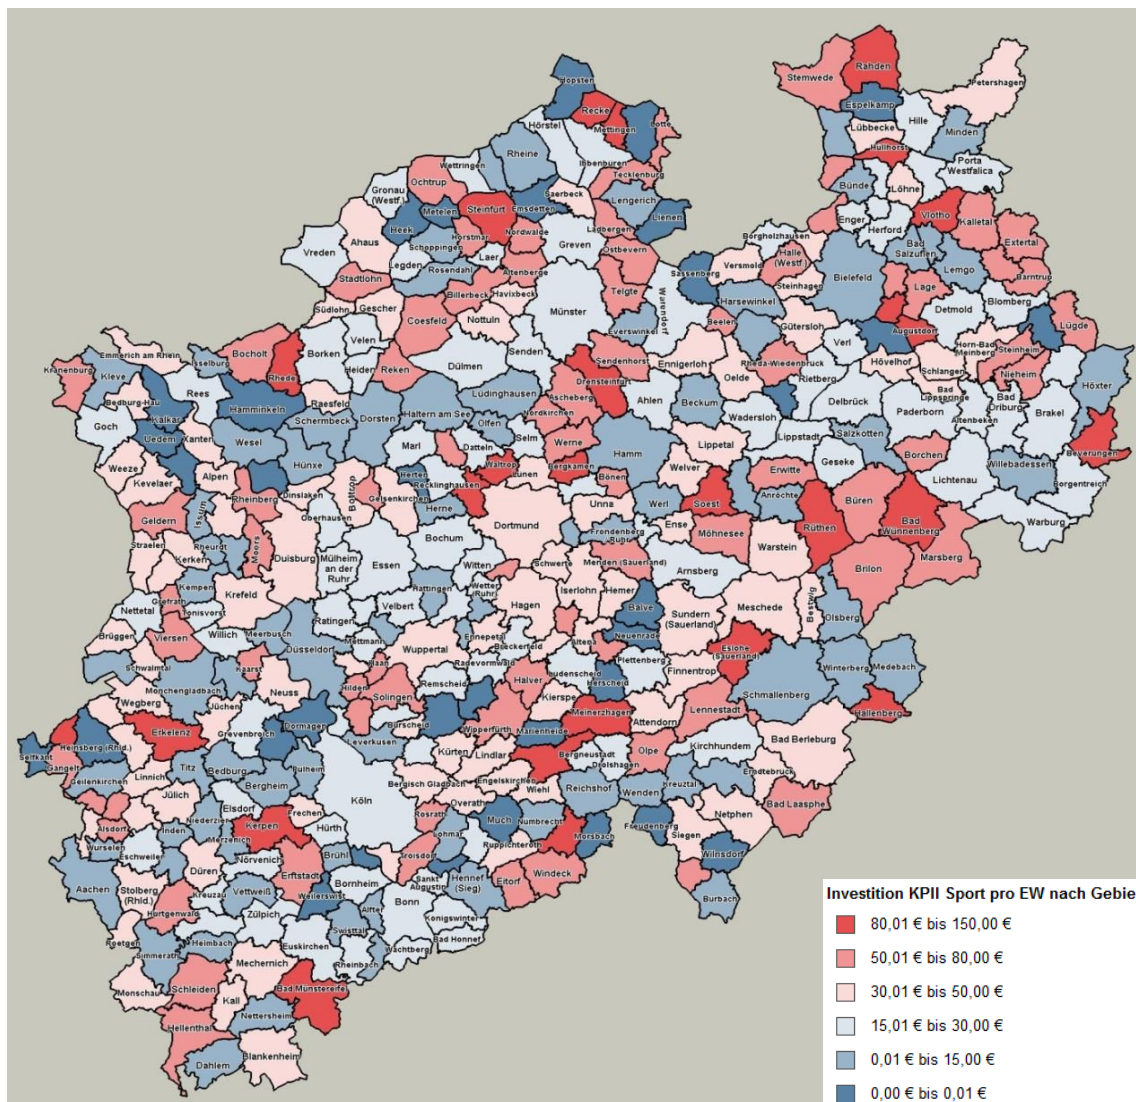 Rahden
Stemwede
Petershagen
Hopsten
Espelkamp
Recke
Lotte
Hille
Hörstel
Mettingen
Lübbecke
Minden
Rheine
Hüllhorst
Ibbenbüren
Porta
Westfalica
Wettringen
Tecklenburg
Ochtrup
Bünde
Löhne
Gronau
(Westf.)
Saerbeck
Lengerich
Steinfurt
Emsdetten
Metelen
Lienen
Vlotho
Enger
Kalletal
Heek
Ladbergen
Herford
Nordwalde
Horstmar
Greven
Borgholzhausen
Extertal
Ahaus
Schöppingen
Ostbevern
Bad
Salzuflen
Vreden
Laer
Halle
(Westf.)
Versmold
Legden
Rosendahl
Altenberge
Sassenberg
Bielefeld
Lemgo
Barntrup
Stadtlohn
Steinhagen
Lage
Telgte
Billerbeck
Havixbeck
Warendorf
Harsewinkel
Blomberg
Südlohn
Gescher
Münster
Detmold
Coesfeld
Nottuln
Beelen
Gütersloh
Lügde
Everswinkel
Augustdorf
Velen
Verl
Horn-Bad
Meinberg
Steinheim
Emmerich am Rhein
Isselburg
Bocholt
Borken
Senden
Sendenhorst
Ennigerloh
Rheda-Wiedenbrück
Hövelhof
Kranenburg
Kleve
Rhede
Heiden
Reken
Dülmen
Drensteinfurt
Oelde
Rietberg
Schlangen
Nieheim
Höxter
Bedburg-Hau
Rees
Raesfeld
Lüdinghausen
Ascheberg
Ahlen
Beckum
Delbrück
Bad
Lippspringe
Bad
Driburg
Kalkar
Hamminkeln
Haltern am See
Nordkirchen
Wadersloh
Paderborn
Brakel
Goch
Uedem
Schermbeck
Dorsten
Olfen
Altenbeken
Beverungen
Xanten
Wesel
Marl
Datteln
Selm
Werne
Hamm
Lippetal
Lippstadt
Salzkotten
Borchen
Weeze
Hünxe
Waltrop
Bergkamen
Welver
Geseke
Willebadessen
Kevelaer
Alpen
Herten
Lünen
Erwitte
Lichtenau
Borgentreich
Dinslaken
Bottrop
Gelsenkirchen
Recklinghausen
Bönen
Anröchte
Büren
Rheinberg
Herne
Unna
Werl
Soest
Bad
Wünnenberg
Geldern
Issum
Oberhausen
Dortmund
Ense
Rüthen
Warburg
Straelen
Rheurdt
Moers
Bochum
Fröndenberg
Ruhr
Möhnesee
Warstein
Marsberg
Kerken
Duisburg
Mülheim
an der
Ruhr
Essen
Witten
Schwerte
Menden (Sauerland)
Arnsberg
Brilon
Kempen
Krefeld
Hattingen
Wetter
(Ruhr)
Iserlohn
Hemer
Nettetal
Grefrath
Tönisvorst
Velbert
Hagen
Balve
Sundern
(Sauerland)
Meschede
Bestwig
Olsberg
Brüggen
Viersen
Willich
Meerbusch
Ratingen
Ennepetal
Breckerfeld
Neuenrade
Altena
Schwalmtal
Düsseldorf
Mettmann
Wuppertal
Radevormwald
Plettenberg
Eslohe
(Sauerland)
Winterberg
Medebach
Kaarst
Haan
Lüdenscheid
Finnentrop
Mönchengladbach
Neuss
Hilden
Solingen
Remscheid
Halver
Herscheid
Schmallenberg
Wegberg
Jüchen
Kierspe
Hallenberg
Erkelenz
Grevenbroich
Dormagen
Burscheid
Wipperfürth
Meinerzhagen
Attendorn
Lennestadt
Heinsberg (Rhld.)
Marienheide
Selfkant
Leverkusen
Kürten
Lindlar
Bergneustadt
Olpe
Kirchhundem
Bad Berleburg
Gangelt
Geilenkirchen
Linnich
Titz
Bedburg
Pulheim
Drolshagen
Erndtebruck
Bergheim
Bergisch Gladbach
Engelskirchen
Wiehl
Reichshof
Wenden
Kreuztal
Jülich
Elsdorf
Köln
Overath
Bad Laasphe
Alsdorf
Niederzier
Frechen
Rösrath
Much
Nümbrecht
Freudenberg
Netphen
Inden
Merzenich
Kerpen
Hürth
Lohmar
Morsbach
Siegen
Würselen
Eschweiler
Ruppichteroth
Nörvenich
Brühl
Troisdorf
Wilnsdorf
Aachen
Düren
Erftstadt
Sankt
Augustin
Hennef
(Sieg)
Eitorf
Windeck
Stolberg
(Rhld.)
Kreuzau
Vettweiß
Weilerswist
Bornheim
Bonn
Burbach
Hürtgenwald
Zülpich
Alfter
Königswinter
Roetgen
Heimbach
Swisttal
Bad Honnef
Simmerath
Euskirchen
Wachtberg
Mechernich
Rheinbach
Monschau
Schleiden
Bad Münstereifel
Kall
Nettersheim
Hellenthal
Blankenheim
Dahlem
Investition KPII Sport pro EW nach Gebie
80,01 € bis 150,00 €
50,01 € bis 80,00 €
30,01 € bis 50,00 €
15,01 € bis 30,00 €
0,01 € bis 15,00 €
0,00 € bis 0,01 €